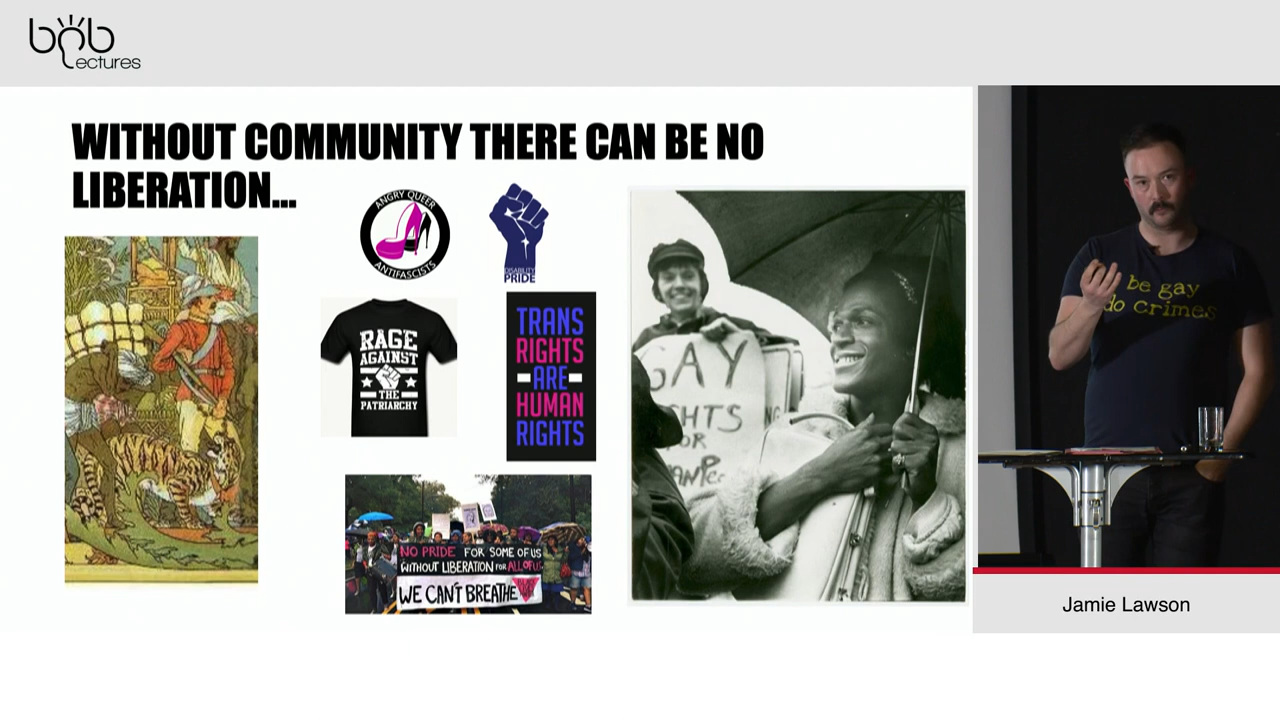 bob
Lectures
WITHOUT COMMUNITY THERE CAN BE NO
LIBERATION...
ANGRY QUEER
ANTIFASCISTS
DISABILITY
PRIDE
RAGE
AGAINST
THE
PATRIARCHY
TRANS
RIGHTS
ARE
HUMAN
RIGHTS
NO PRIDE FOR SOME OF US
WITHOUT LIBERATION FOR ALL OF US
WE CAN'T BREATHE
GAY
be gay
do crimes
Jamie Lawson